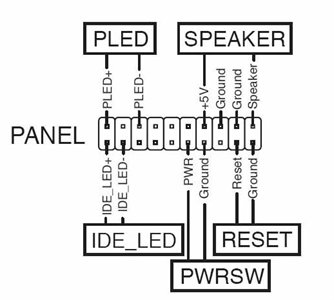 PLED
SPEAKER
PLED+
PLED-
+5V
Ground
Ground
Speaker
PANEL
IDE_LED+
IDE_LED-
PWR
Ground
Reset
Ground
IDE_LED
RESET
PWRSW